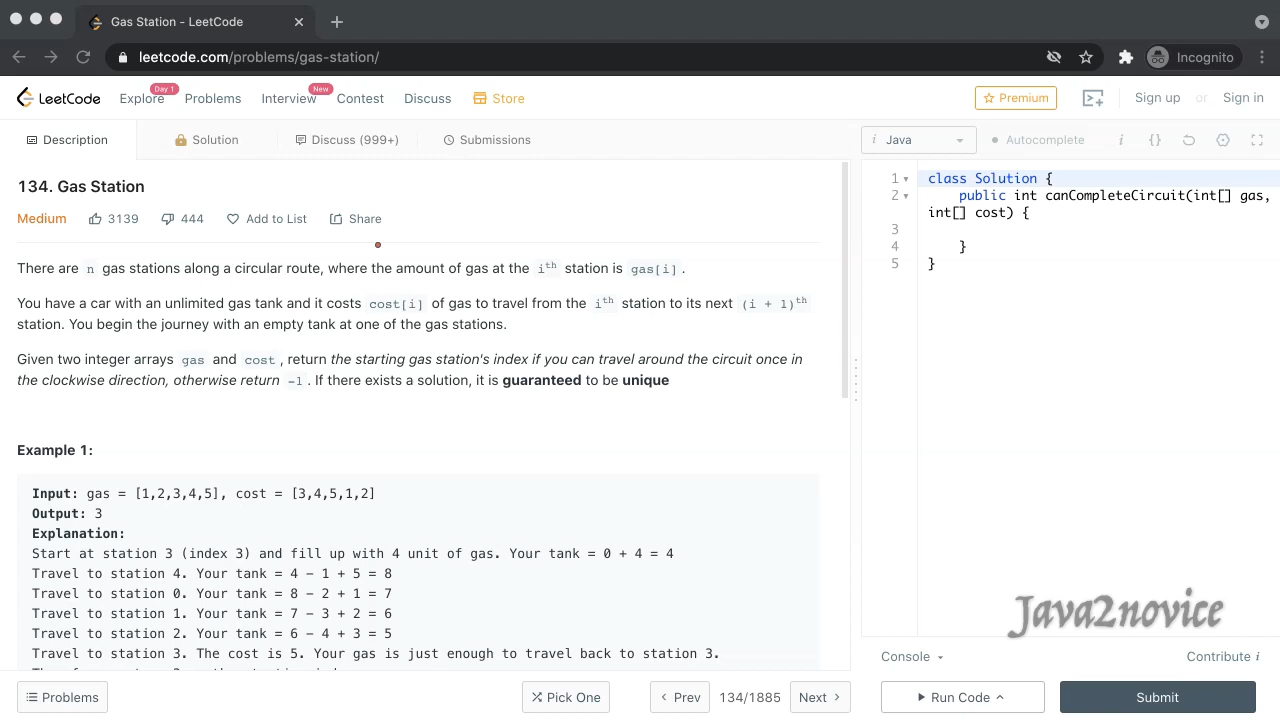 Gas Station - LeetCode
leetcode.com/problems/gas-station/
Incognito
LeetCode
Explore Day 1 Problems Interview New Contest Discuss Store
Premium Sign up or Sign in
Description Solution Discuss (999+) Submissions
i Java Autocomplete i {}
134. Gas Station
Medium 3139 444 Add to List Share
There are n gas stations along a circular route, where the amount of gas at the ith station is gas[i].
You have a car with an unlimited gas tank and it costs cost[i] of gas to travel from the ith station to its next (i + 1)th
station. You begin the journey with an empty tank at one of the gas stations.
Given two integer arrays gas and cost, return the starting gas station's index if you can travel around the circuit once in
the clockwise direction, otherwise return -1. If there exists a solution, it is guaranteed to be unique
Example 1:
Input: gas = [1,2,3,4,5], cost = [3,4,5,1,2]
Output: 3
Explanation:
Start at station 3 (index 3) and fill up with 4 unit of gas. Your tank = 0 + 4 = 4
Travel to station 4. Your tank = 4 - 1 + 5 = 8
Travel to station 0. Your tank = 8 - 2 + 1 = 7
Travel to station 1. Your tank = 7 - 3 + 2 = 6
Travel to station 2. Your tank = 6 - 4 + 3 = 5
Travel to station 3. The cost is 5. Your gas is just enough to travel back to station 3.
1 class Solution {
2 public int canCompleteCircuit(int[] gas,
int[] cost) {
3
4 }
5 }
Java2novice
Console Contribute i
Problems Pick One Prev 134/1885 Next Run Code Submit